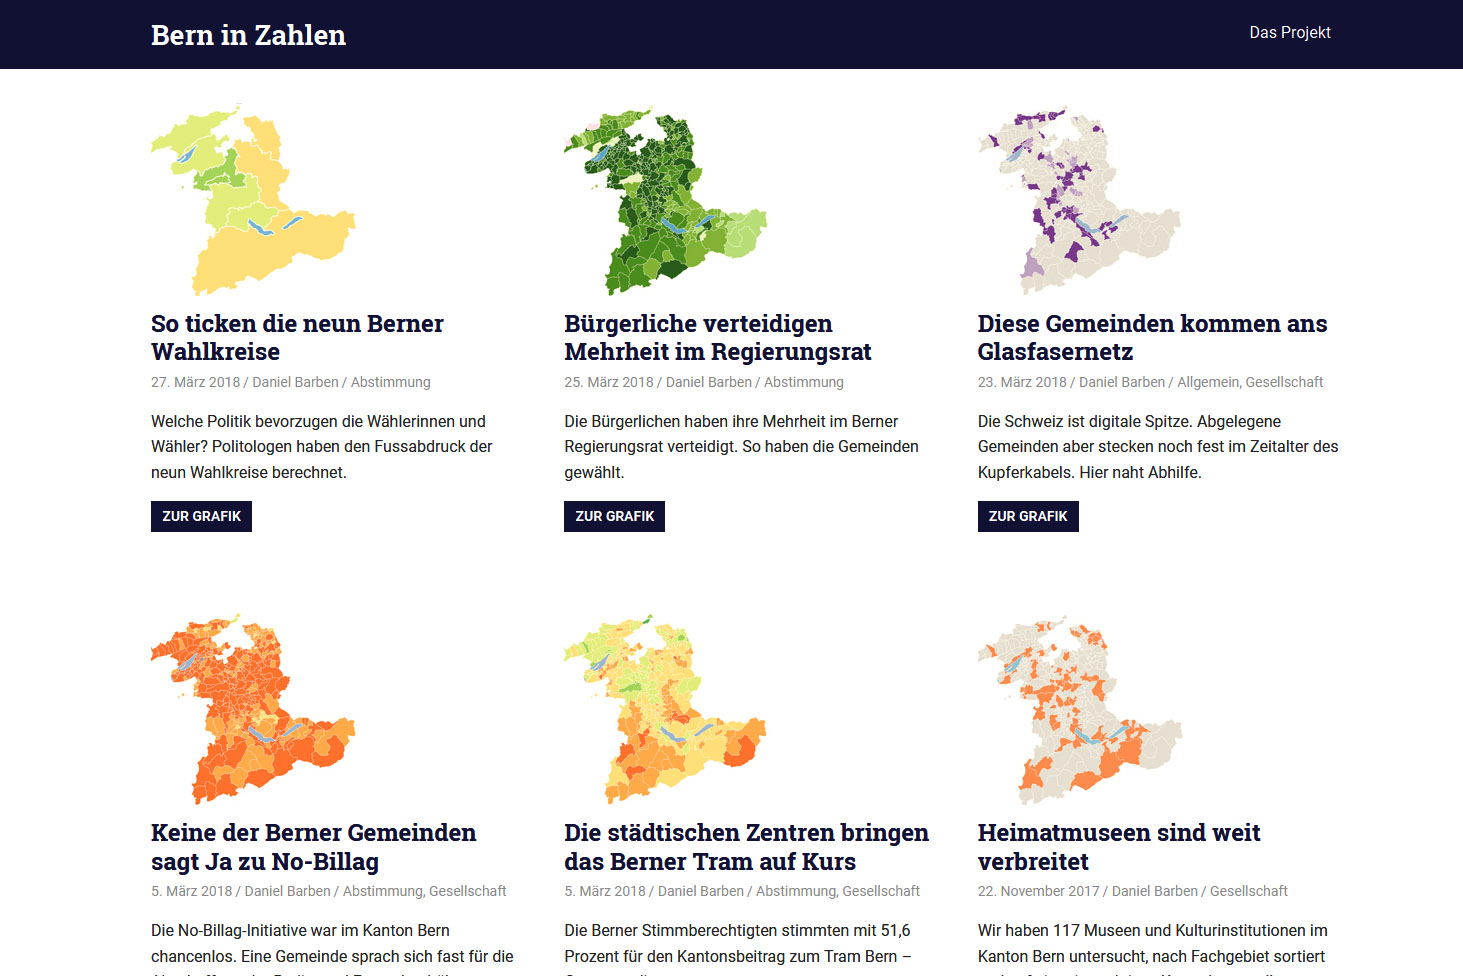 Bern in Zahlen
Das Projekt
So ticken die neun Berner
Wahlkreise
27. März 2018 / Daniel Barben / Abstimmung
Welche Politik bevorzugen die Wählerinnen und
Wähler? Politologen haben den Fussabdruck der
neun Wahlkreise berechnet.
ZUR GRAFIK
Bürgerliche verteidigen
Mehrheit im Regierungsrat
25. März 2018 / Daniel Barben / Abstimmung
Die Bürgerlichen haben ihre Mehrheit im Berner
Regierungsrat verteidigt. So haben die Gemeinden
gewählt.
ZUR GRAFIK
Diese Gemeinden kommen ans
Glasfasernetz
23. März 2018 / Daniel Barben / Allgemein, Gesellschaft
Die Schweiz ist digitale Spitze. Abgelegene
Gemeinden aber stecken noch fest im Zeitalter des
Kupferkabels. Hier naht Abhilfe.
ZUR GRAFIK
Keine der Berner Gemeinden
sagt Ja zu No-Billag
5. März 2018 / Daniel Barben / Abstimmung, Gesellschaft
Die No-Billag-Initiative war im Kanton Bern
chancenlos. Eine Gemeinde sprach sich fast für die
Die städtischen Zentren bringen
das Berner Tram auf Kurs
5. März 2018 / Daniel Barben / Abstimmung, Gesellschaft
Die Berner Stimmberechtigten stimmten mit 51,6
Prozent für den Kantonsbeitrag zum Tram Bern –
Heimatmuseen sind weit
verbreitet
22. November 2017 / Daniel Barben / Gesellschaft
Wir haben 117 Museen und Kulturinstitutionen im
Kanton Bern untersucht, nach Fachgebiet sortiert